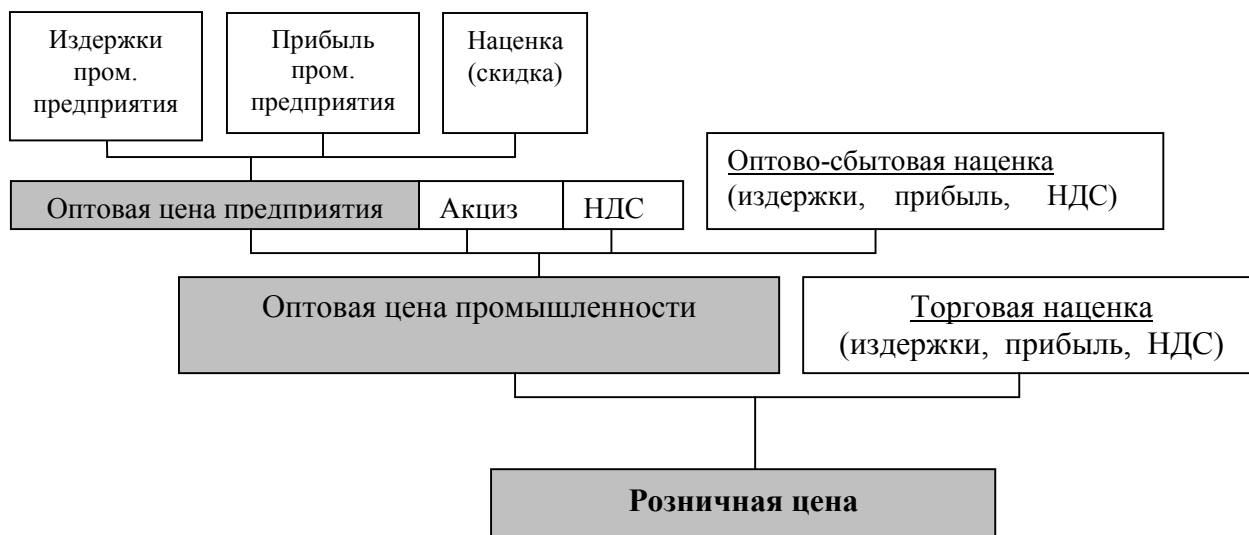 Издержки
пром.
предприятия
Прибыль
пром.
предприятия
Наценка
(скидка)
Оптово-сбытовая наценка
(издержки, прибыль, НДС)
Оптовая цена предприятия
Акциз
НДС
Оптовая цена промышленности
Торговая наценка
(издержки, прибыль, НДС)
Розничная цена